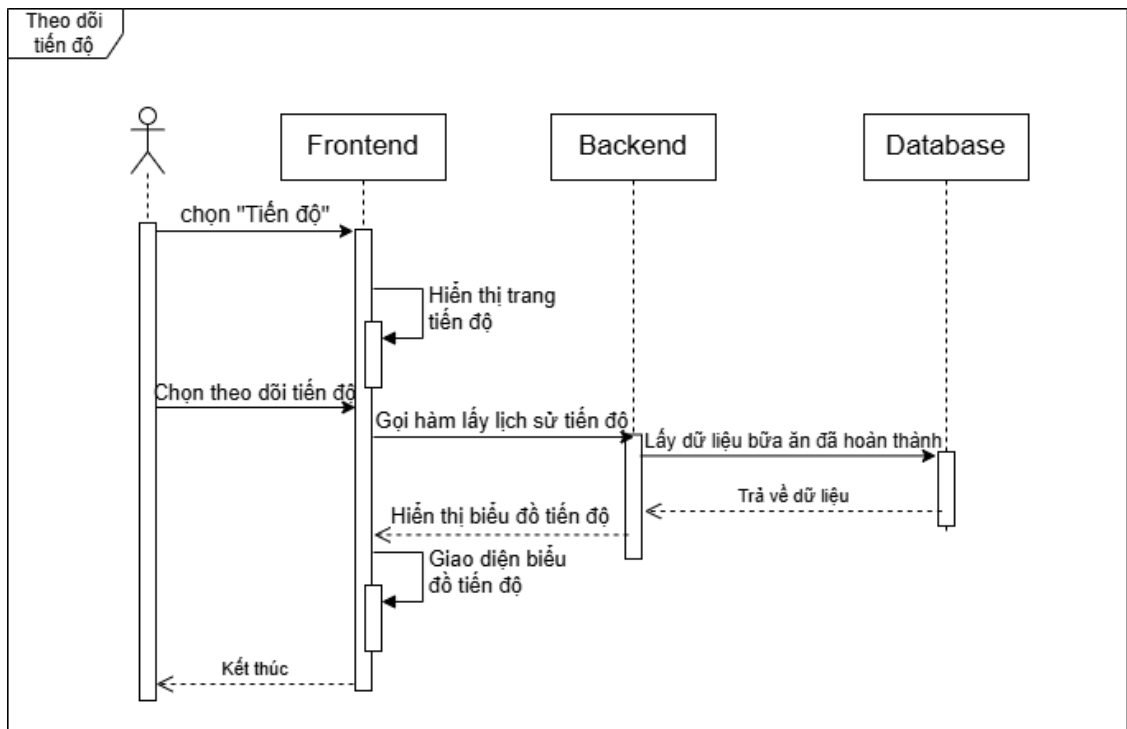 Theo dõi
tiến độ
Frontend
Backend
Database
chọn "Tiến độ"
Hiển thị trang
tiến độ
Chọn theo dõi tiến độ
Gọi hàm lấy lịch sử tiến độ
Lấy dữ liệu bữa ăn đã hoàn thành
Trả về dữ liệu
Hiển thị biểu đồ tiến độ
Giao diện biểu
đồ tiến độ
Kết thúc